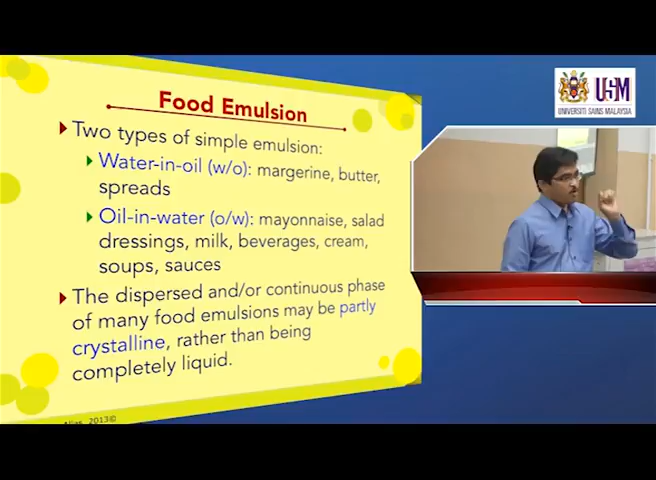 Food Emulsion
Two types of simple emulsion:
Water-in-oil (w/o): margerine, butter,
spreads
Oil-in-water (o/w): mayonnaise, salad
dressings, milk, beverages, cream,
soups, sauces
The dispersed and/or continuous phase
of many food emulsions may be partly
crystalline, rather than being
completely liquid.
2013©
USM
UNIVERSITI SAINS MALAYSIA